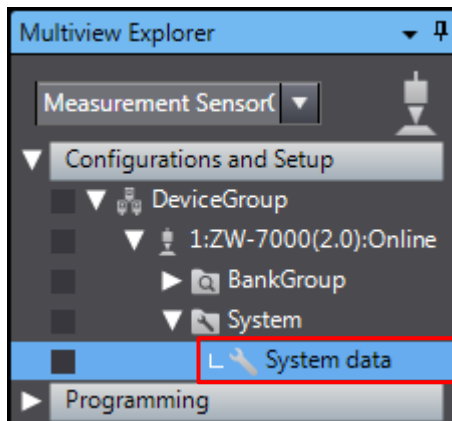 Multiview Explorer
Measurement Sensor(
Configurations and Setup
DeviceGroup
1:ZW-7000(2.0):Online
BankGroup
System
System data
Programming